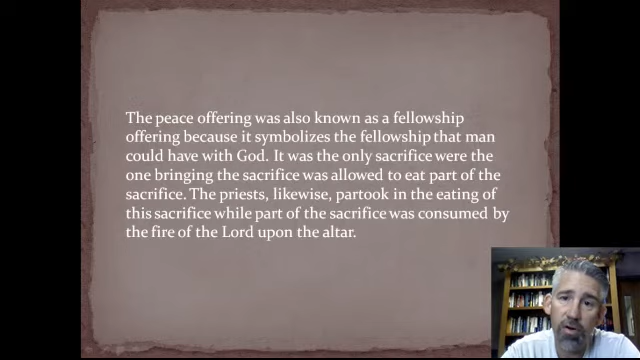 The peace offering was also known as a fellowship
offering because it symbolizes the fellowship that man
could have with God. It was the only sacrifice were the
one bringing the sacrifice was allowed to eat part of the
sacrifice. The priests, likewise, partook in the eating of
this sacrifice while part of the sacrifice was consumed by
the fire of the Lord upon the altar.